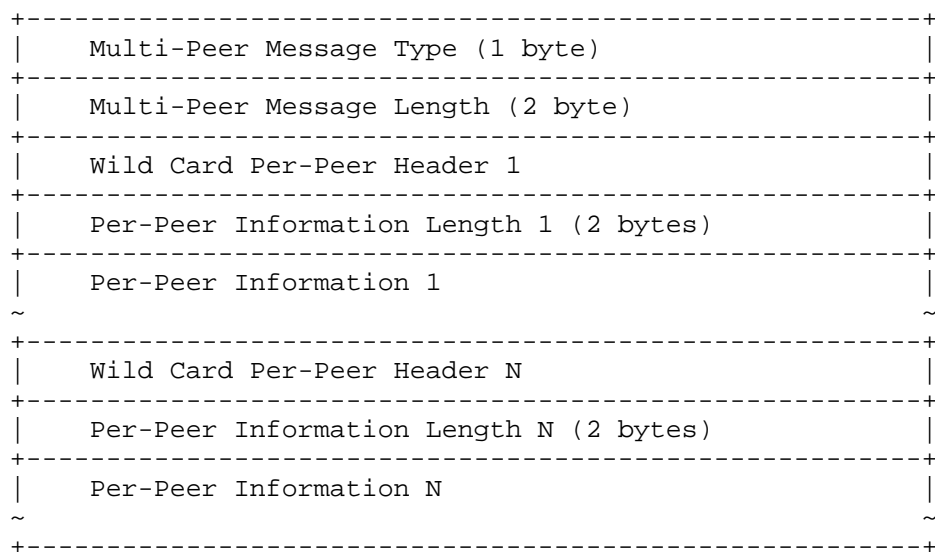 Multi-Peer Message Type (1 byte)
Multi-Peer Message Length (2 byte)
Wild Card Per-Peer Header 1
Per-Peer Information Length 1 (2 bytes)
Per-Peer Information 1
Wild Card Per-Peer Header N
Per-Peer Information Length N (2 bytes)
Per-Peer Information N